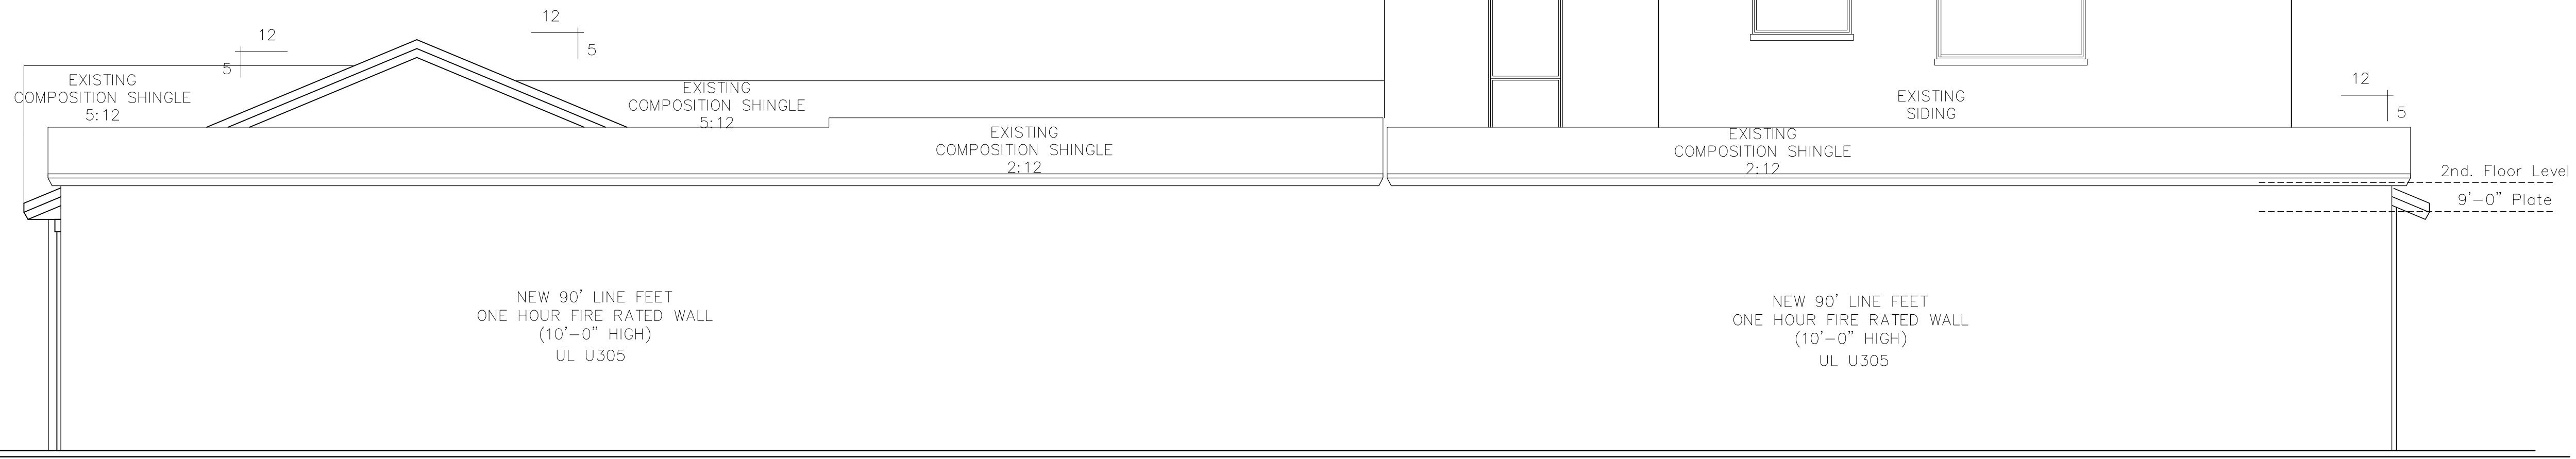 12
5
EXISTING
COMPOSITION SHINGLE
5:12
12
5
EXISTING
COMPOSITION SHINGLE
5:12
EXISTING
COMPOSITION SHINGLE
2:12
EXISTING
SIDING
EXISTING
COMPOSITION SHINGLE
2:12
12
5
2nd. Floor Level
9'-0" Plate
NEW 90' LINE FEET
ONE HOUR FIRE RATED WALL
(10'-0" HIGH)
UL U305
NEW 90' LINE FEET
ONE HOUR FIRE RATED WALL
(10'-0" HIGH)
UL U305